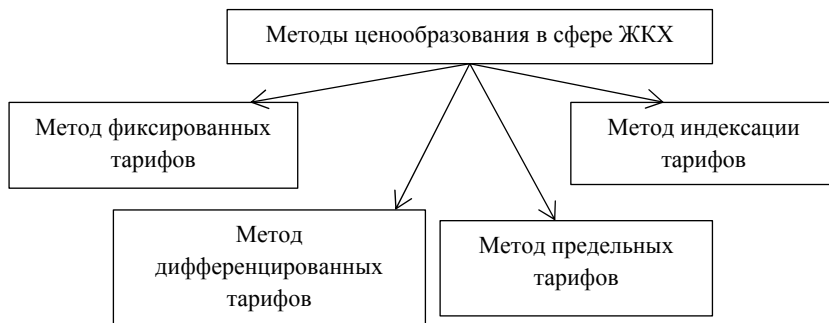 Методы ценообразования в сфере ЖКХ
Метод фиксированных
тарифов
Метод индексации
тарифов
Метод
дифференцированных
тарифов
Метод предельных
тарифов